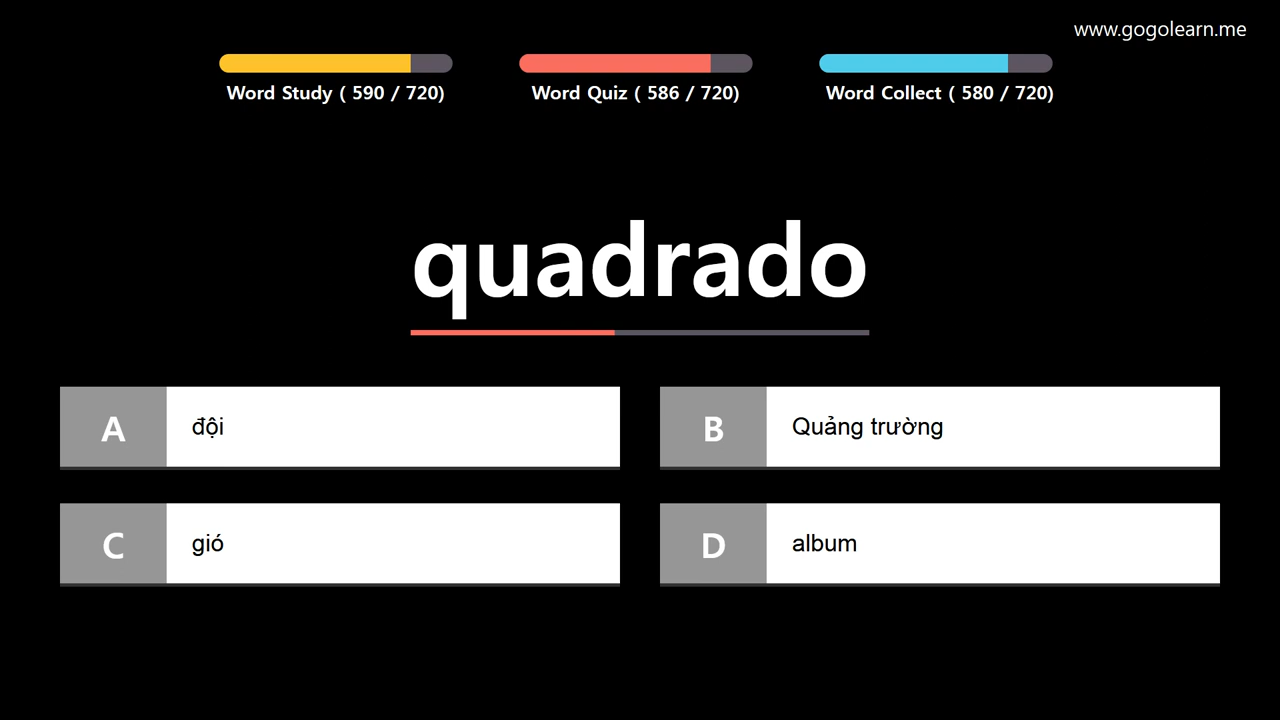 www.gogolearn.me
Word Study ( 590 / 720)
Word Quiz ( 586 / 720)
Word Collect ( 580 / 720)
quadrado
A đội
B Quảng trường
C gió
D album